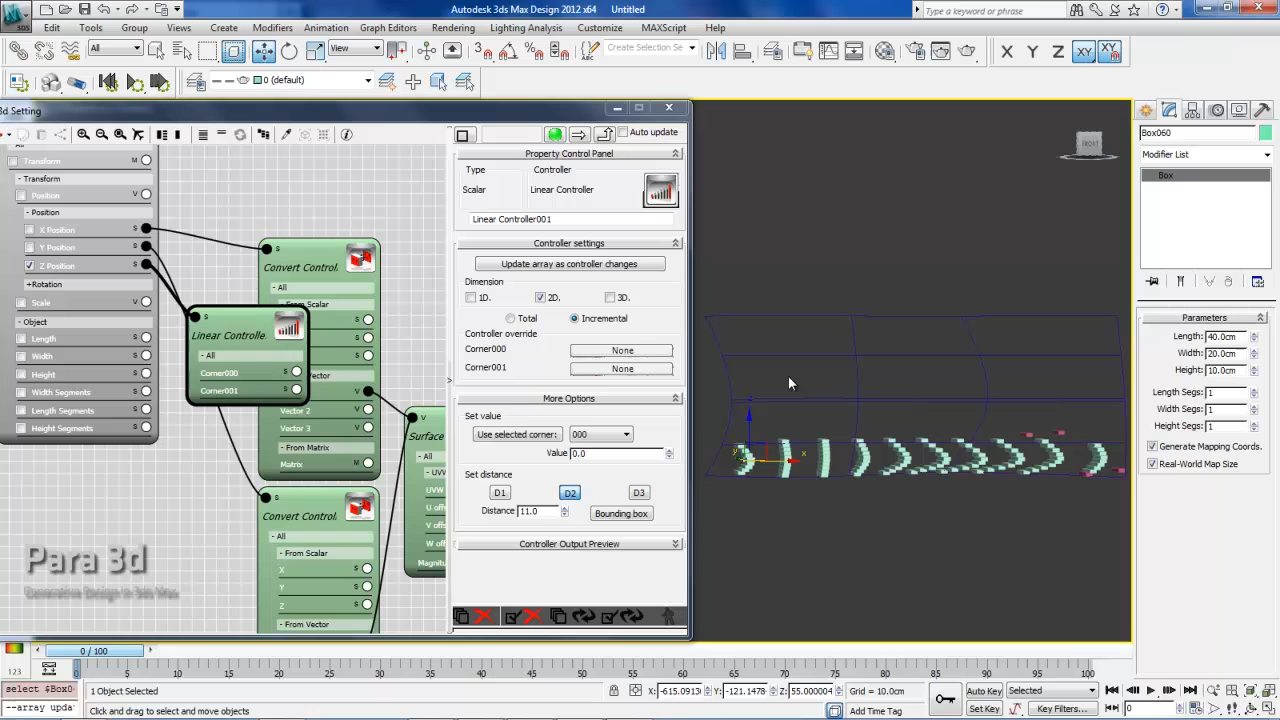 Autodesk 3ds Max Design 2012 x64 Untitled
Type a keyword or phrase
Edit Tools Group Views Create Modifiers Animation Graph Editors Rendering Lighting Analysis Customize MAXScript Help
All View Create Selection Se X Y Z XY XY
0 (default)
3d Setting
Auto update
Transform M
- Transform
Position V
- Position
X Position S
Y Position S
Z Position S
+Rotation
Scale S
- Object
Length S
Width S
Height S
Width Segments S
Length Segments S
Height Segments S
S
Convert Control.
- All
- From Scalar
S
S
S
Vector
V
Vector 2 V
Vector 3 V
- From Matrix
Matrix M
S
Linear Controlle.
- All
Corner000 S
Corner001 S
V
Surface
- All
- UVW
UVW
U offs
V offs
W offs
Magnitu
S
Convert Control.
- All
- From Scalar
X S
Y S
Z S
- From Vector
Para 3d
Generative Design in 3ds Max
Property Control Panel
Type Controller
Scalar Linear Controller
Linear Controller001
Controller settings
Update array as controller changes
Dimension
1D. 2D. 3D.
Total Incremental
Controller override
Corner000 None
Corner001 None
More Options
Set value
Use selected corner: 000
Value 0.0
Set distance
D1 D2 D3
Distance 11.0 Bounding box
Controller Output Preview
FRONT
x
y
Box060
Modifier List
Box
Parameters
Length: 40.0cm
Width: 20.0cm
Height: 10.0cm
Length Segs: 1
Width Segs: 1
Height Segs: 1
Generate Mapping Coords.
Real-World Map Size
0 / 100
0 5 10 15 20 25 30 35 40 45 50 55 60 65 70 75 80 85 90 95 100
select $Box0
--array upda
1 Object Selected
Click and drag to select and move objects
X: -615.0913 Y: -121.1478 Z: 55.000004 Grid = 10.0cm
Add Time Tag
Auto Key Selected
Set Key Key Filters...
0